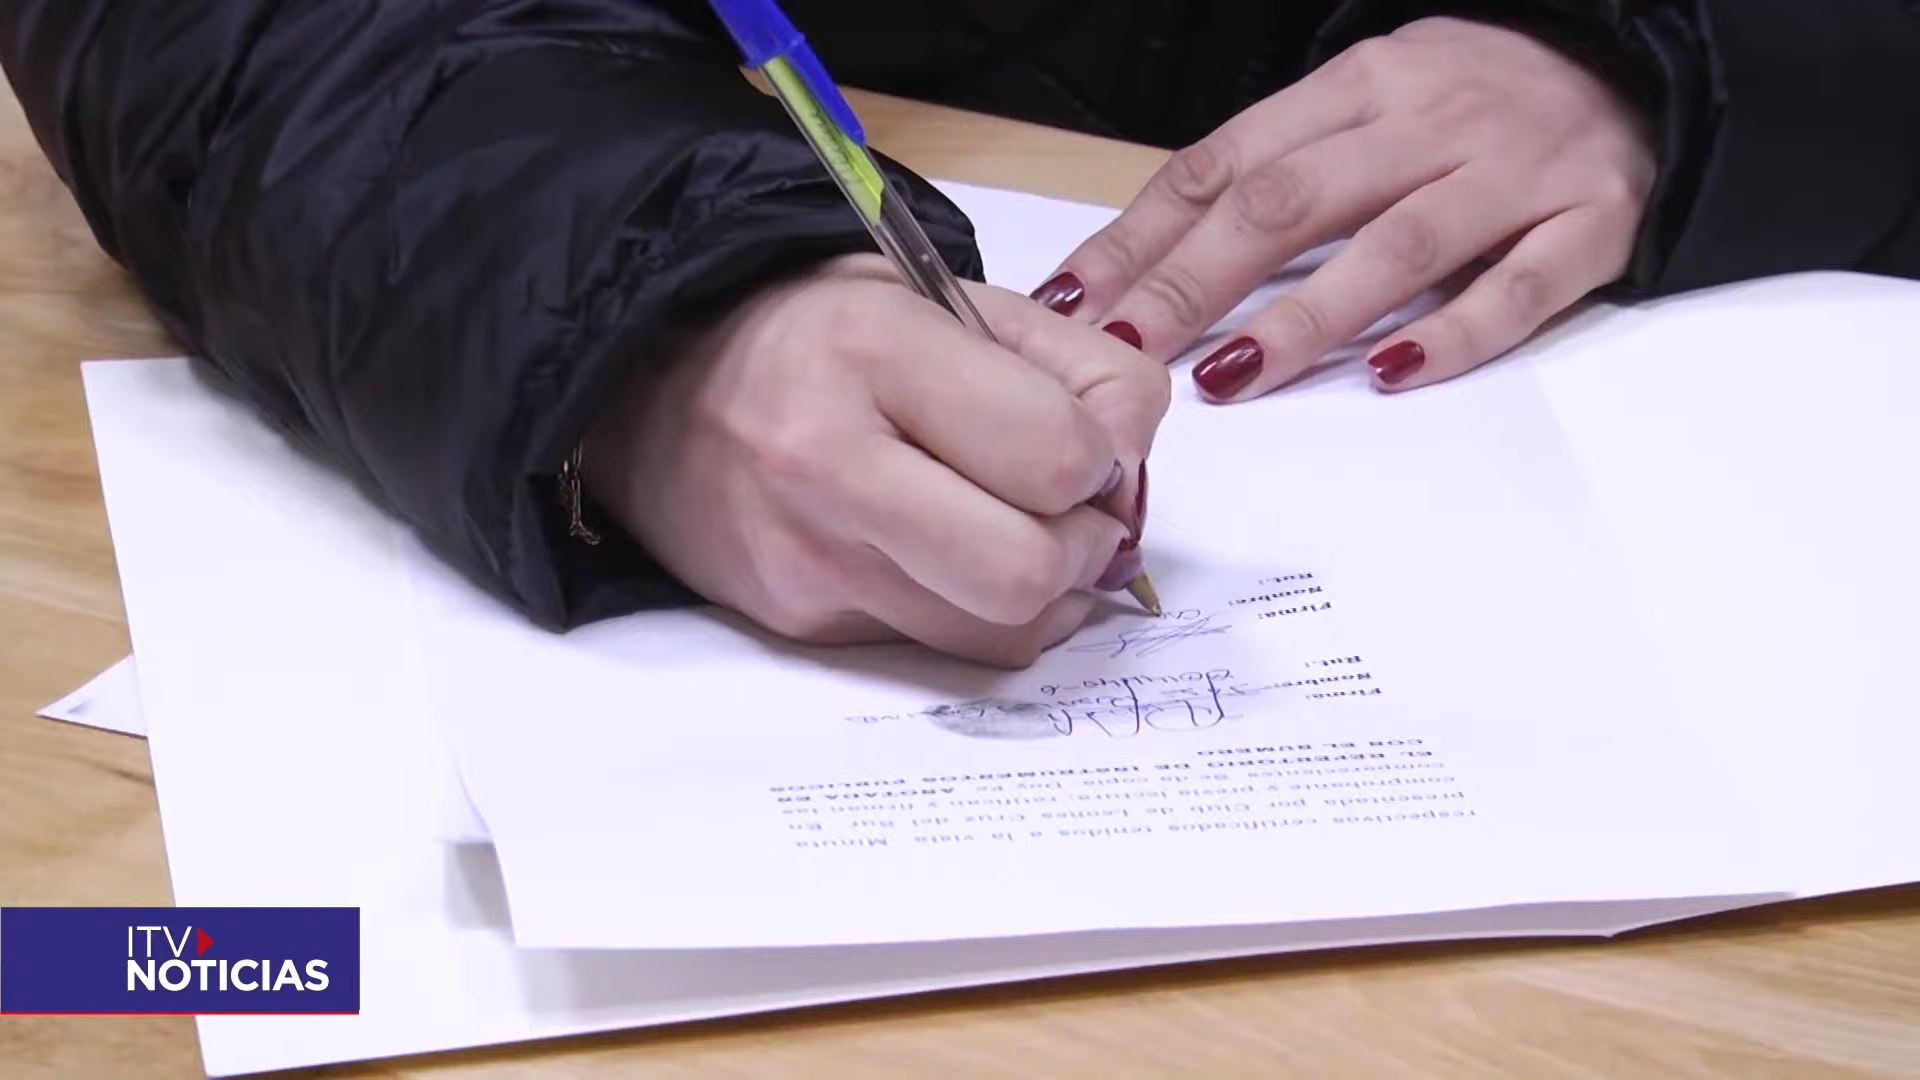 respectivos certificados tenidos a la vista. Minuta
presentada por Club de Leones Cruz del Sur. En
comprobante y previa lectura; ratifican y firman las
comparecientes. Se da copia. Doy Fe. ANOTADA EN
EL REPERTORIO DE INSTRUMENTOS PUBLICOS
CON EL NUMERO
Firma:
Nombre:
Rut.:
Firma:
Nombre:
Rut.:
ITV
NOTICIAS